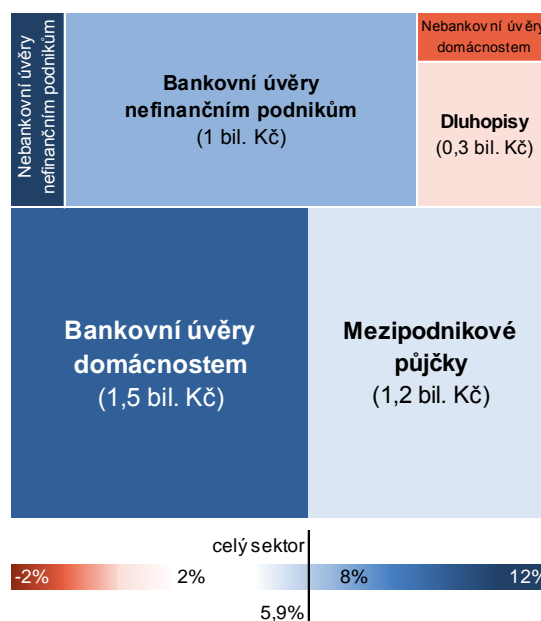 Nebankovní úvěry
nefinančním podnikům
Bankovní úvěry
nefinančním podnikům
(1 bil. Kč)
Nebankovní úvěry
domácnostem
Dluhopisy
(0,3 bil. Kč)
Bankovní úvěry
domácnostem
(1,5 bil. Kč)
Mezipodnikové
půjčky
(1,2 bil. Kč)
celý sektor
-2% 2% 8% 12%
5,9%